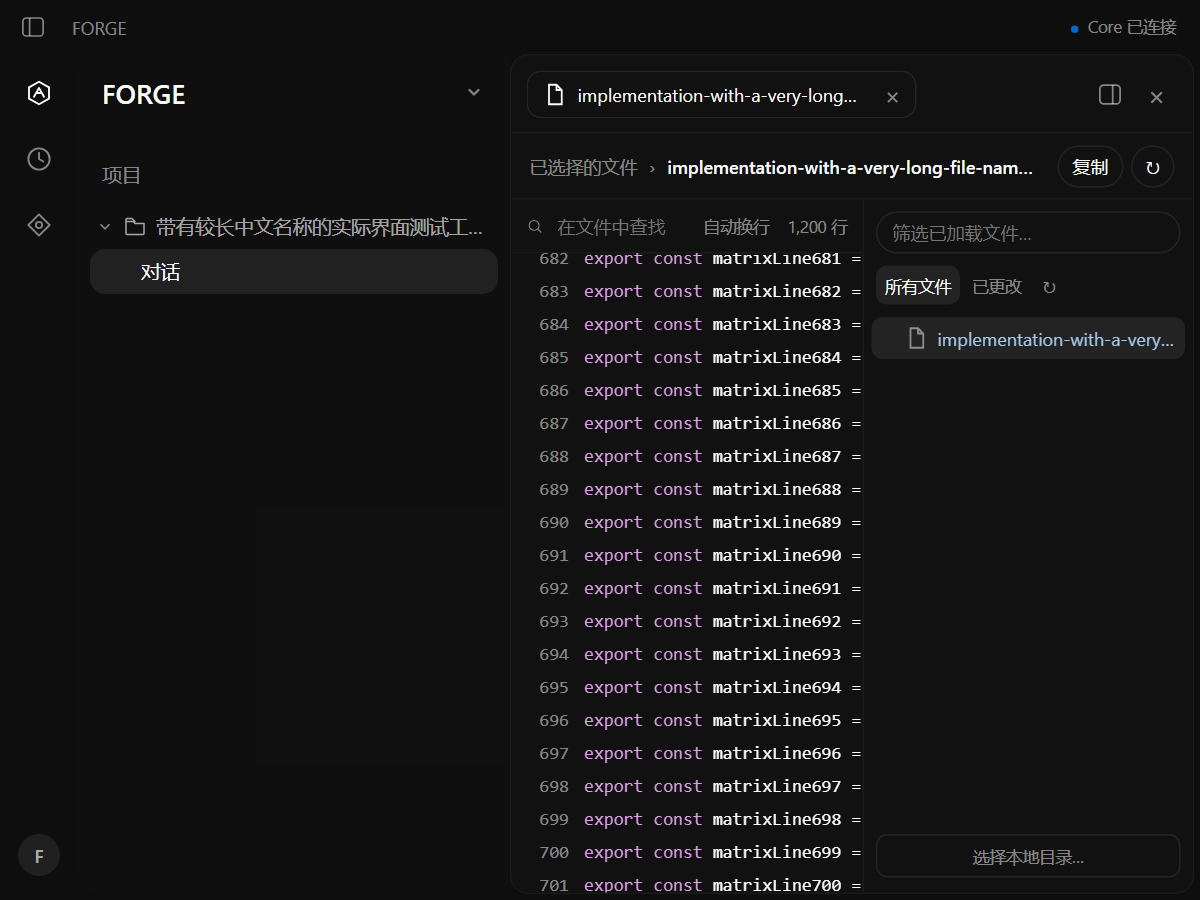 FORGE
Core 已连接
FORGE
项目
带有较长中文名称的实际界面测试工...
对话
F
implementation-with-a-very-long...
已选择的文件 › implementation-with-a-very-long-file-nam...
复制
在文件中查找 自动换行 1,200 行
682 export const matrixLine681 =
683 export const matrixLine682 =
684 export const matrixLine683 =
685 export const matrixLine684 =
686 export const matrixLine685 =
687 export const matrixLine686 =
688 export const matrixLine687 =
689 export const matrixLine688 =
690 export const matrixLine689 =
691 export const matrixLine690 =
692 export const matrixLine691 =
693 export const matrixLine692 =
694 export const matrixLine693 =
695 export const matrixLine694 =
696 export const matrixLine695 =
697 export const matrixLine696 =
698 export const matrixLine697 =
699 export const matrixLine698 =
700 export const matrixLine699 =
701 export const matrixLine700 =
筛选已加载文件...
所有文件 已更改
implementation-with-a-very...
选择本地目录...